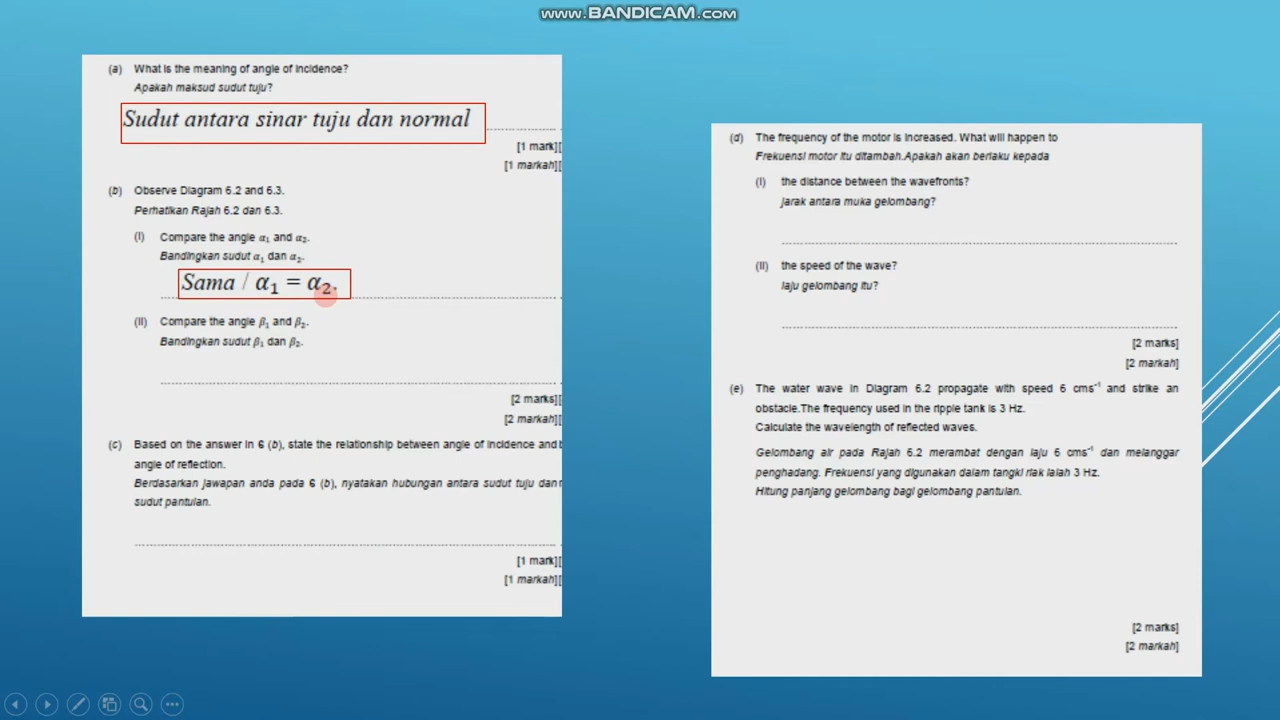 WWW.BANDICAM.COM
(a) What is the meaning of angle of incidence?
Apakah maksud sudut tuju?
Sudut antara sinar tuju dan normal
[1 mark][
[1 markah][
(b) Observe Diagram 6.2 and 6.3.
Perhatikan Rajah 6.2 dan 6.3.
(i) Compare the angle α₁ and α₂.
Bandingkan sudut α₁ dan α₂.
Sama / α₁ = α₂.
(ii) Compare the angle β₁ and β₂.
Bandingkan sudut β₁ dan β₂.
[2 marks][
[2 markah][
(c) Based on the answer in 6 (b), state the relationship between angle of incidence and
angle of reflection.
Berdasarkan jawapan anda pada 6 (b), nyatakan hubungan antara sudut tuju dan
sudut pantulan.
[1 mark][
[1 markah][
(d) The frequency of the motor is increased. What will happen to
Frekuensi motor itu ditambah.Apakah akan berlaku kepada
(i) the distance between the wavefronts?
jarak antara muka gelombang?
(ii) the speed of the wave?
laju gelombang itu?
[2 marks]
[2 markah]
(e) The water wave in Diagram 6.2 propagate with speed 6 cms⁻¹ and strike an
obstacle.The frequency used in the ripple tank is 3 Hz.
Calculate the wavelength of reflected waves.
Gelombang air pada Rajah 6.2 merambat dengan laju 6 cms⁻¹ dan melanggar
penghadang. Frekuensi yang digunakan dalam tangki riak ialah 3 Hz.
Hitung panjang gelombang bagi gelombang pantulan.
[2 marks]
[2 markah]